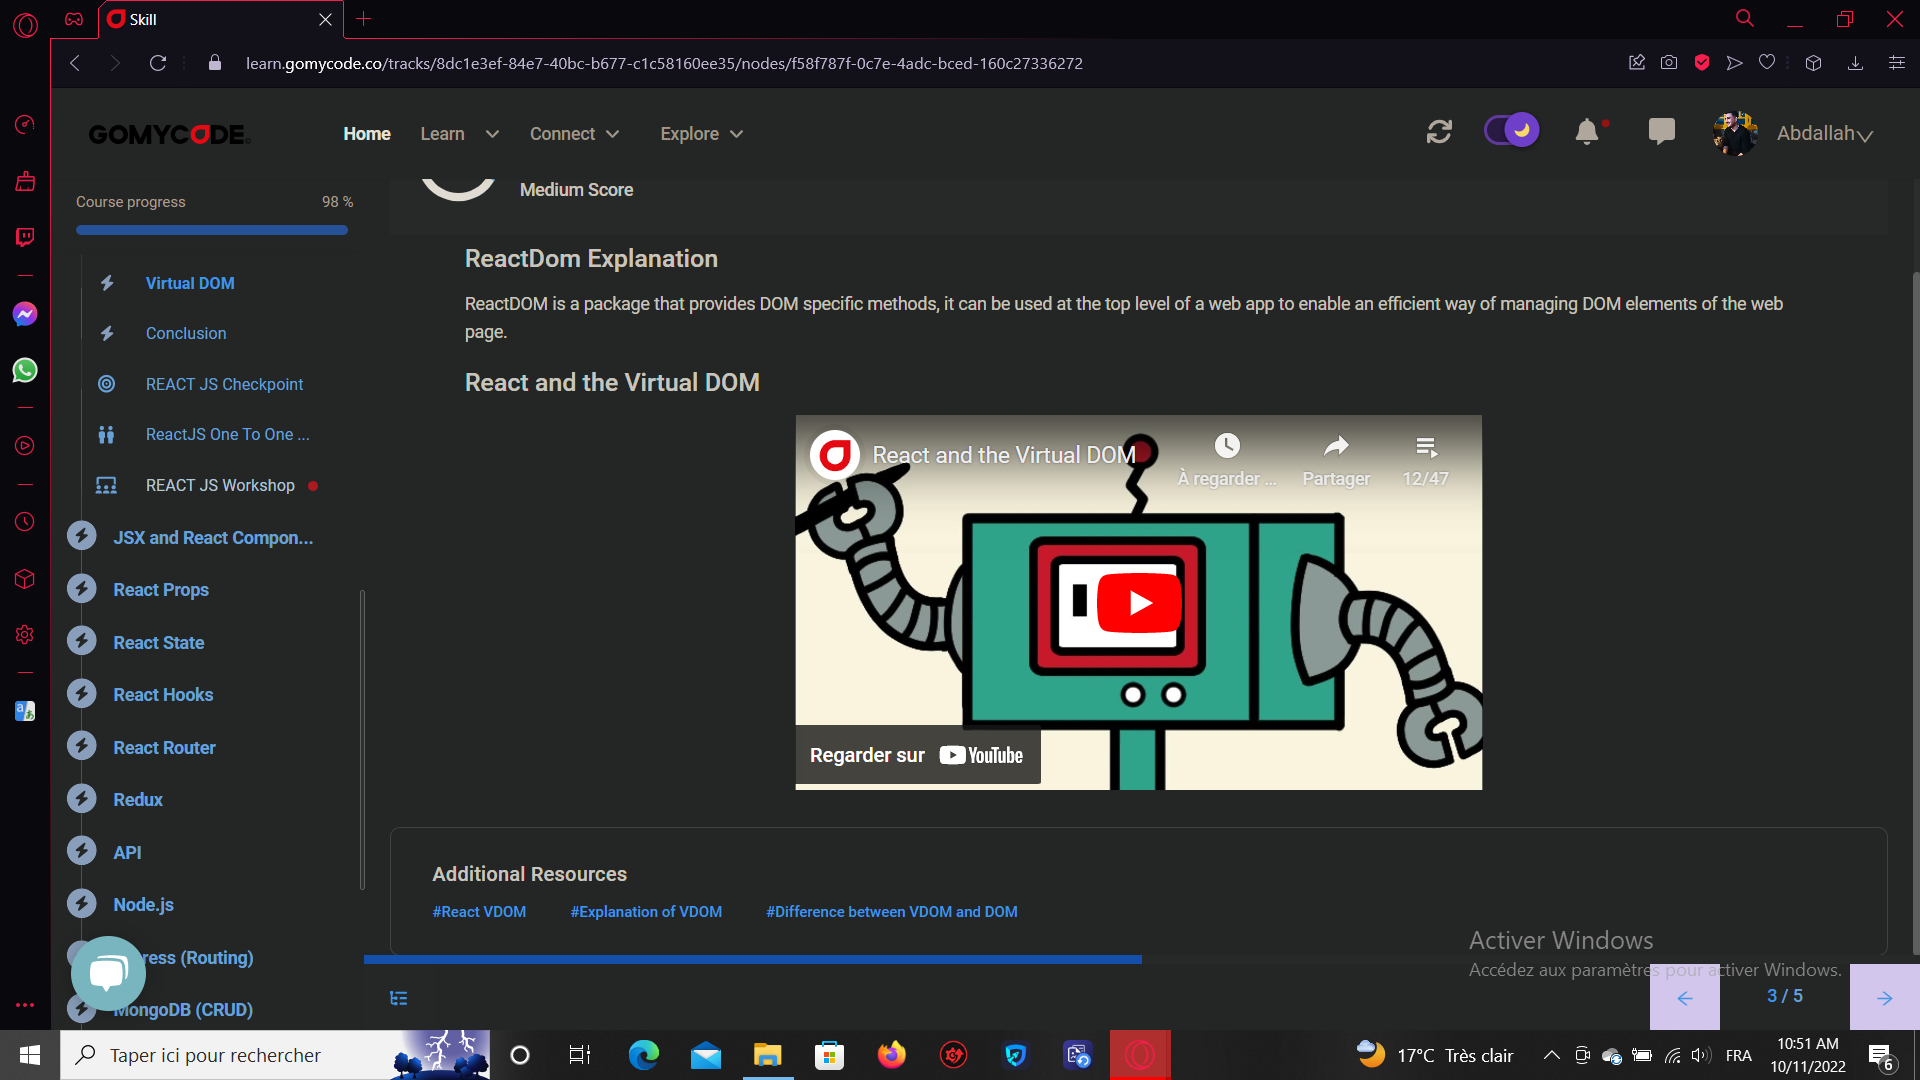 Skill
learn.gomycode.co/tracks/8dc1e3ef-84e7-40bc-b677-c1c58160ee35/nodes/f58f787f-0c7e-4adc-bced-160c27336272
GOMYCODE
Home
Learn
Connect
Explore
Abdallah
Course progress
98 %
Virtual DOM
Conclusion
REACT JS Checkpoint
ReactJS One To One ...
REACT JS Workshop
JSX and React Compon...
React Props
React State
React Hooks
React Router
Redux
API
Node.js
ress (Routing)
MongoDB (CRUD)
Medium Score
ReactDom Explanation
ReactDOM is a package that provides DOM specific methods, it can be used at the top level of a web app to enable an efficient way of managing DOM elements of the web
page.
React and the Virtual DOM
React and the Virtual DOM
À regarder ...
Partager
12/47
Regarder sur YouTube
Additional Resources
#React VDOM
#Explanation of VDOM
#Difference between VDOM and DOM
Activer Windows
Accédez aux paramètres pour activer Windows.
3 / 5
Taper ici pour rechercher
17°C Très clair
FRA
10:51 AM
10/11/2022
6